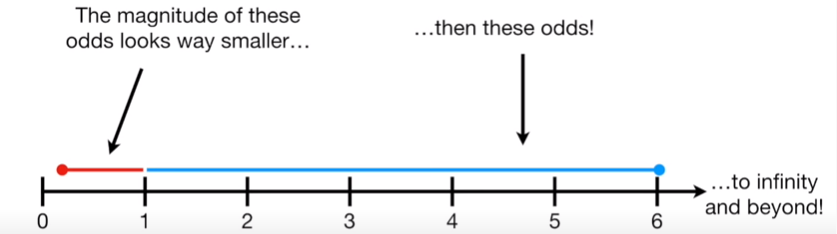 The magnitude of these
odds looks way smaller...
...then these odds!
...to infinity
and beyond!
0 1 2 3 4 5 6